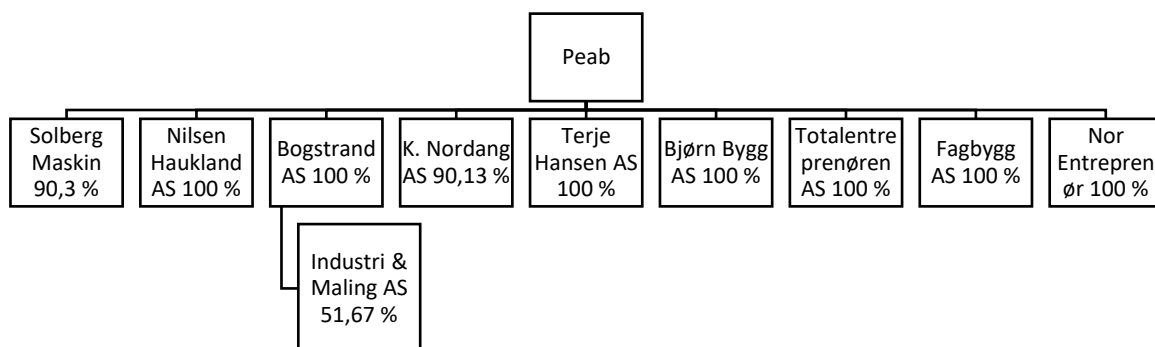 Peab
Solberg
Maskin
90,3 %
Nilsen
Haukland
AS 100 %
Bogstrand
AS 100 %
K. Nordang
AS 90,13 %
Terje
Hansen AS
100 %
Bjørn Bygg
AS 100 %
Totalentre
prenøren
AS 100 %
Fagbygg
AS 100 %
Nor
Entrepren
ør 100 %
Industri &
Maling AS
51,67 %